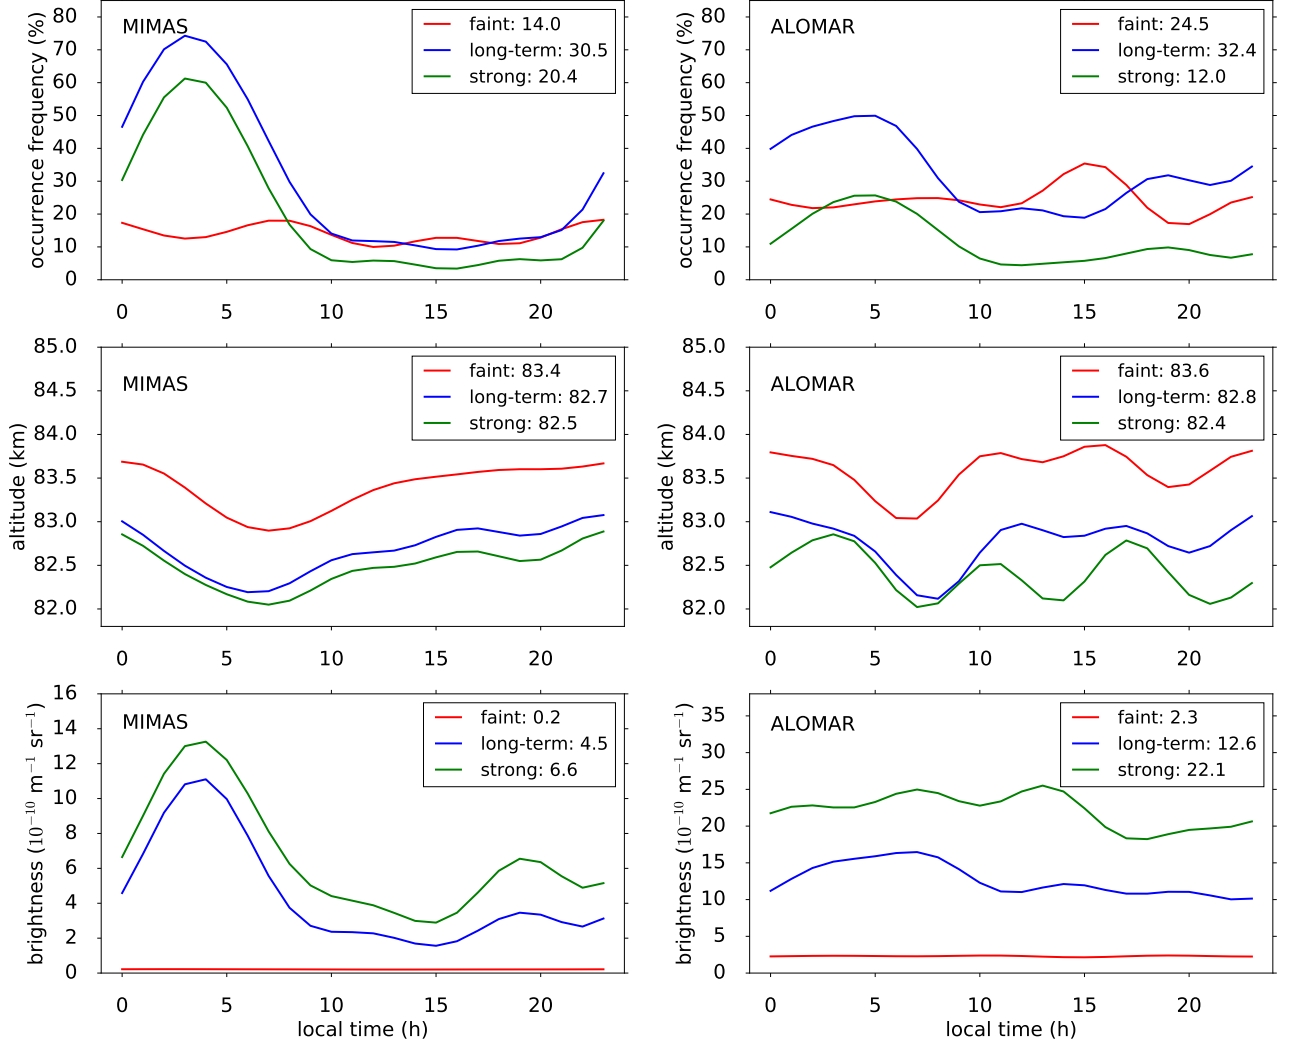 MIMAS
faint: 14.0
long-term: 30.5
strong: 20.4
occurrence frequency (%)
80
70
60
50
40
30
20
10
0
0 5 10 15 20
ALOMAR
faint: 24.5
long-term: 32.4
strong: 12.0
occurrence frequency (%)
80
70
60
50
40
30
20
10
0
0 5 10 15 20
MIMAS
faint: 83.4
long-term: 82.7
strong: 82.5
altitude (km)
85.0
84.5
84.0
83.5
83.0
82.5
82.0
0 5 10 15 20
ALOMAR
faint: 83.6
long-term: 82.8
strong: 82.4
altitude (km)
85.0
84.5
84.0
83.5
83.0
82.5
82.0
0 5 10 15 20
MIMAS
faint: 0.2
long-term: 4.5
strong: 6.6
brightness (10⁻¹⁰ m⁻¹ sr⁻¹)
16
14
12
10
8
6
4
2
0
0 5 10 15 20
local time (h)
ALOMAR
faint: 2.3
long-term: 12.6
strong: 22.1
brightness (10⁻¹⁰ m⁻¹ sr⁻¹)
35
30
25
20
15
10
5
0
0 5 10 15 20
local time (h)